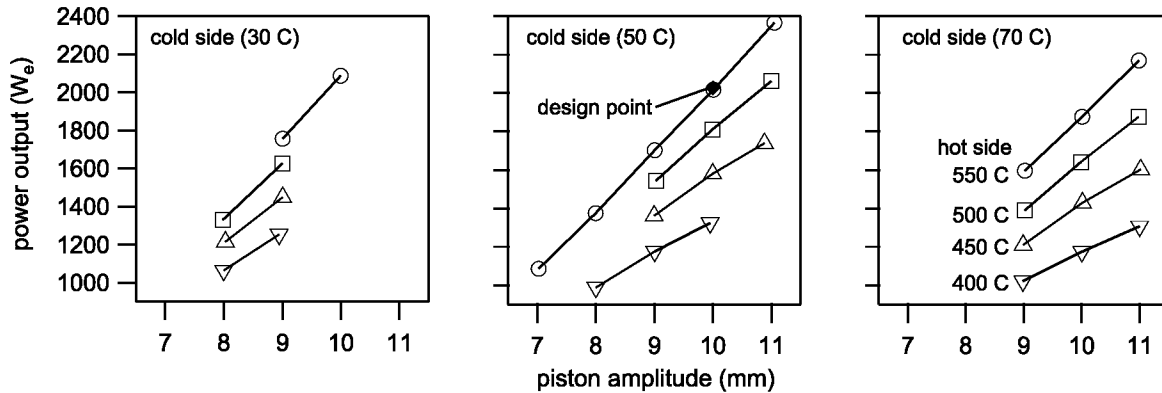 power output (We)
2400
2200
2000
1800
1600
1400
1200
1000
cold side (30 C)
7 8 9 10 11
cold side (50 C)
design point
7 8 9 10 11
piston amplitude (mm)
cold side (70 C)
hot side
550 C
500 C
450 C
400 C
7 8 9 10 11